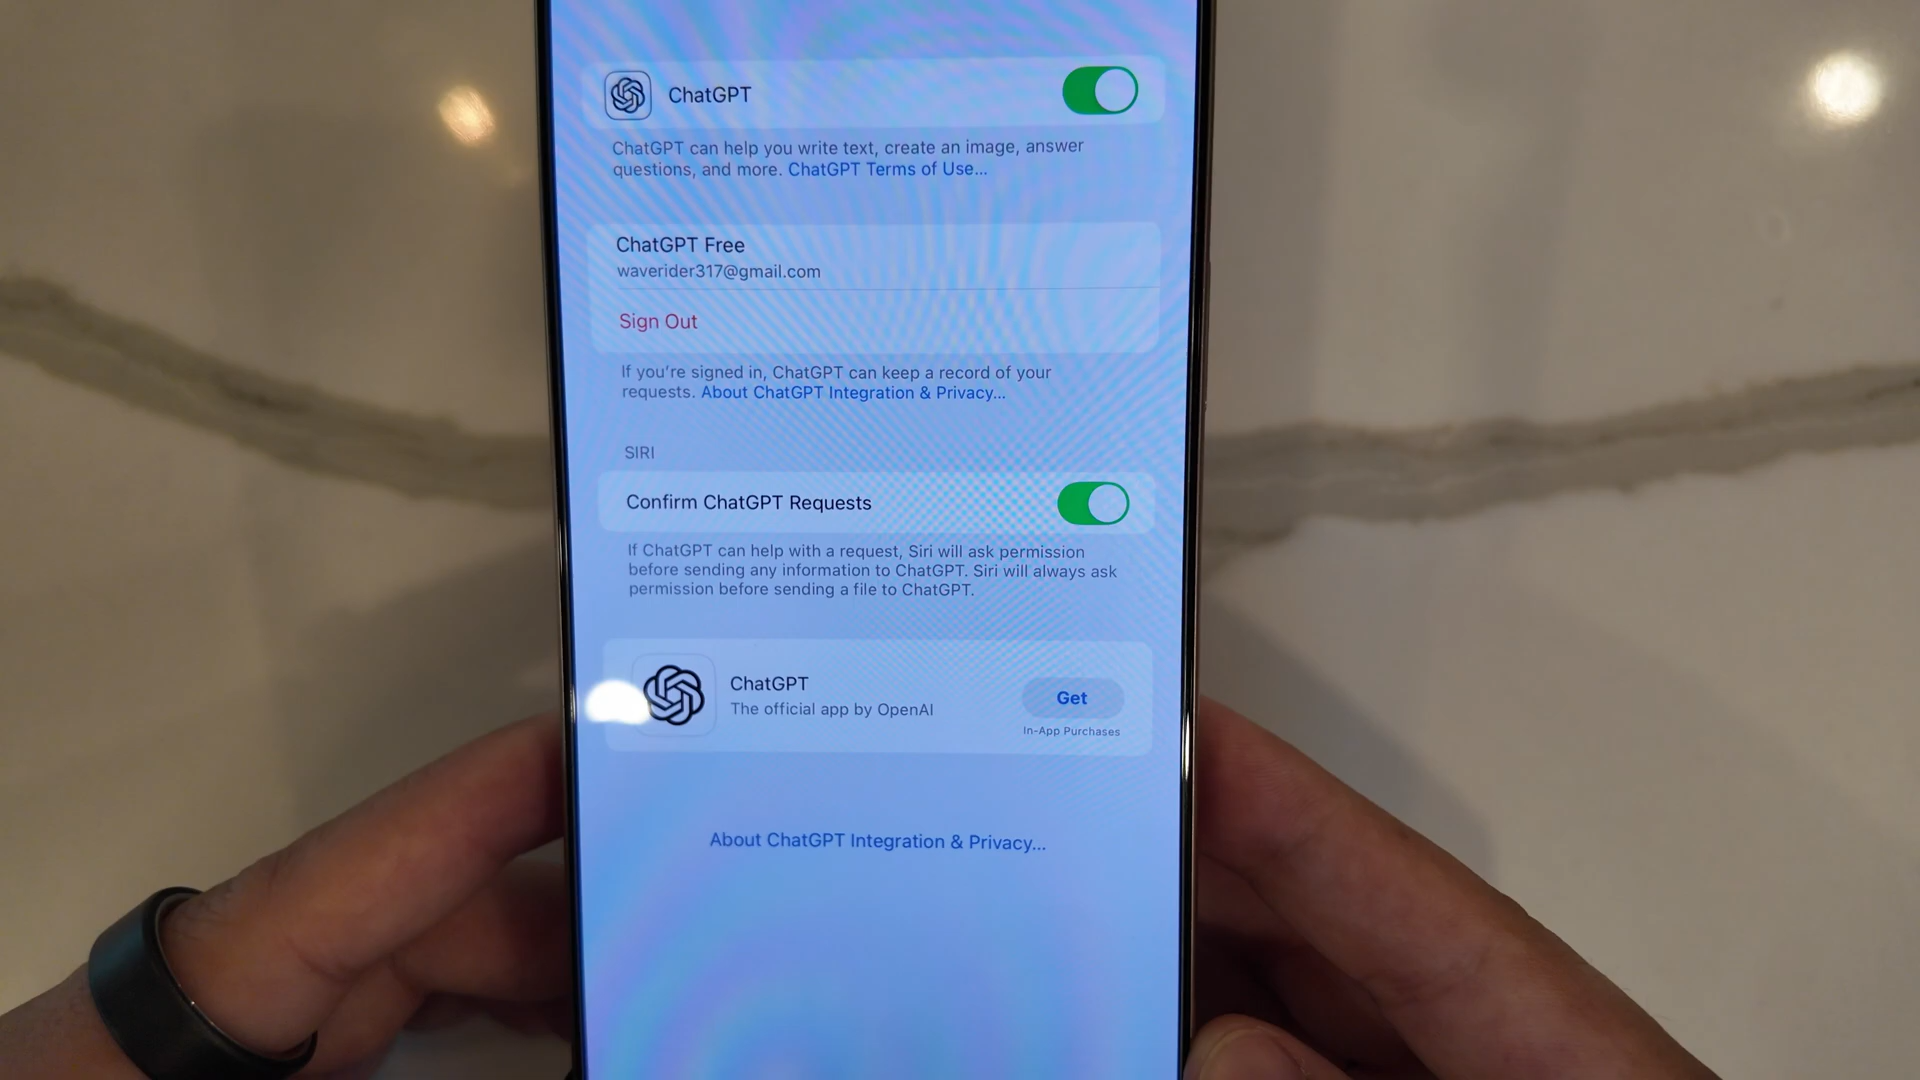 ChatGPT
ChatGPT can help you write text, create an image, answer
questions, and more. ChatGPT Terms of Use...
ChatGPT Free
waverider317@gmail.com
Sign Out
If you're signed in, ChatGPT can keep a record of your
requests. About ChatGPT Integration & Privacy...
SIRI
Confirm ChatGPT Requests
If ChatGPT can help with a request, Siri will ask permission
before sending any information to ChatGPT. Siri will always ask
permission before sending a file to ChatGPT.
ChatGPT
The official app by OpenAI
Get
In-App Purchases
About ChatGPT Integration & Privacy...